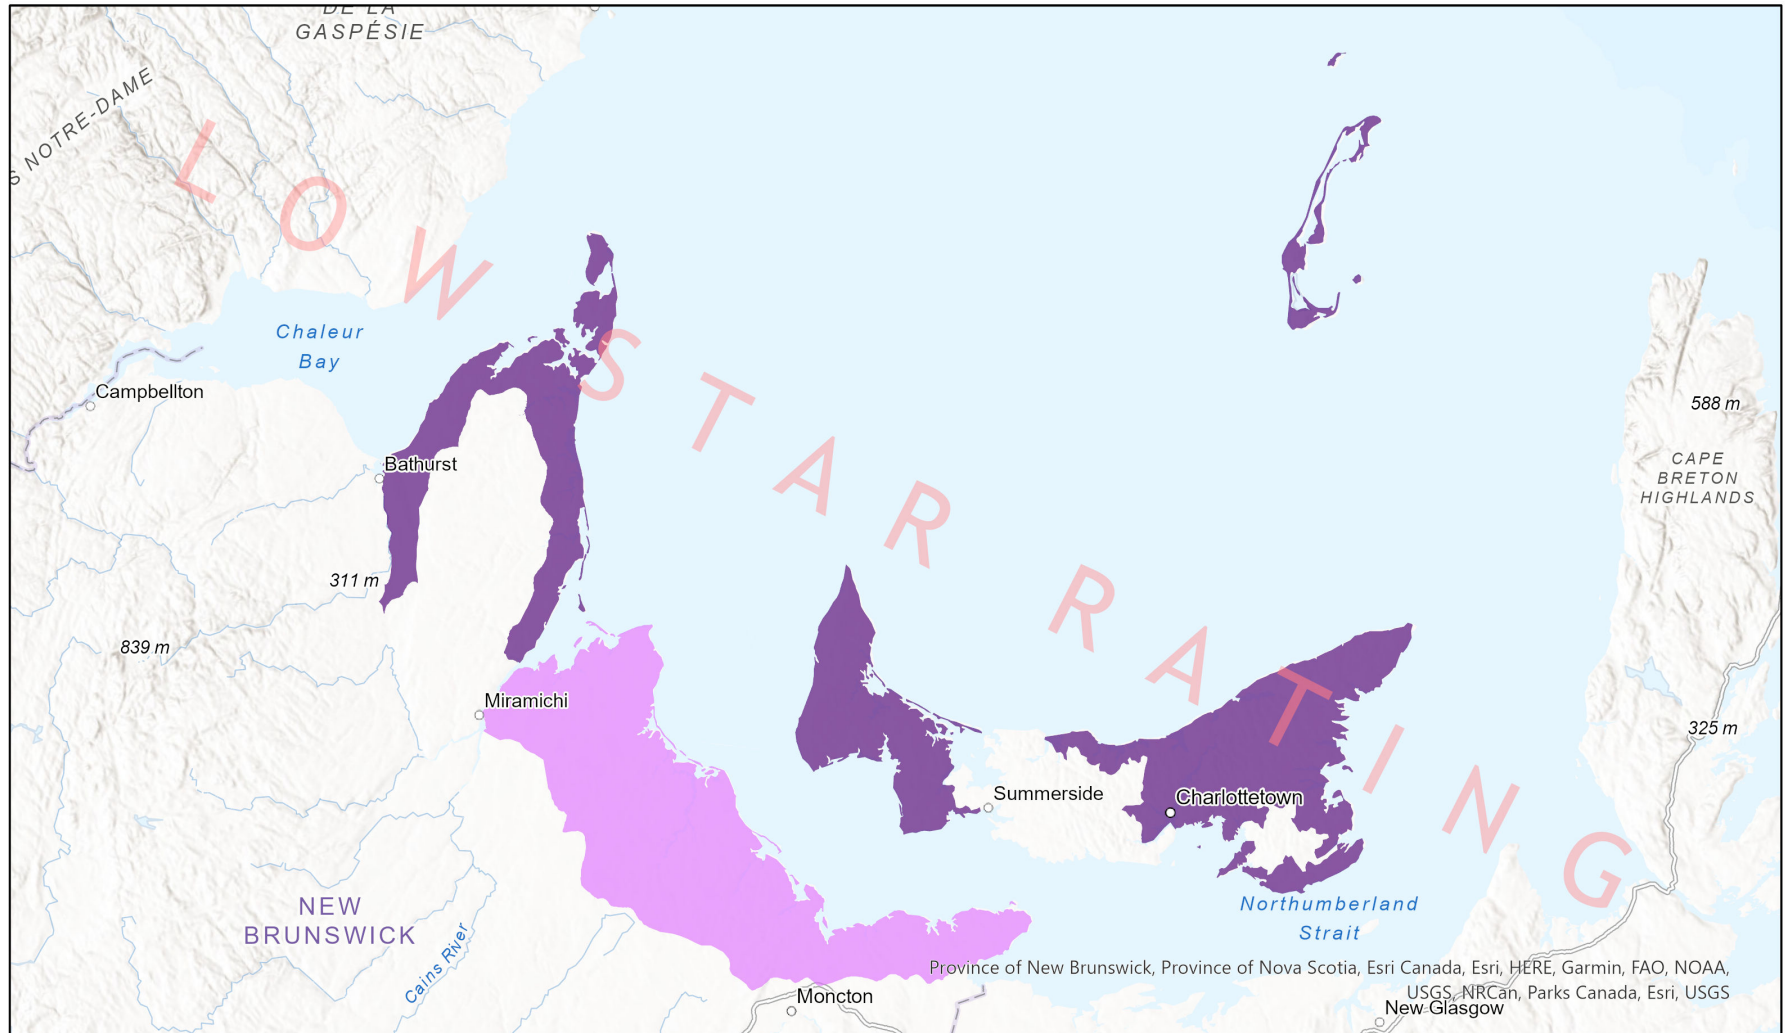 DE LA
GASPÉSIE
S NOTRE-DAME
LOW STAR RATING
Chaleur
Bay
Campbellton
Bathurst
588 m
CAPE
BRETON
HIGHLANDS
311 m
839 m
Miramichi
325 m
Summerside
Charlottetown
NEW
BRUNSWICK
Cains River
Northumberland
Strait
Province of New Brunswick, Province of Nova Scotia, Esri Canada, Esri, HERE, Garmin, FAO, NOAA,
USGS, NRCan, Parks Canada, Esri, USGS
Moncton
New Glasgow